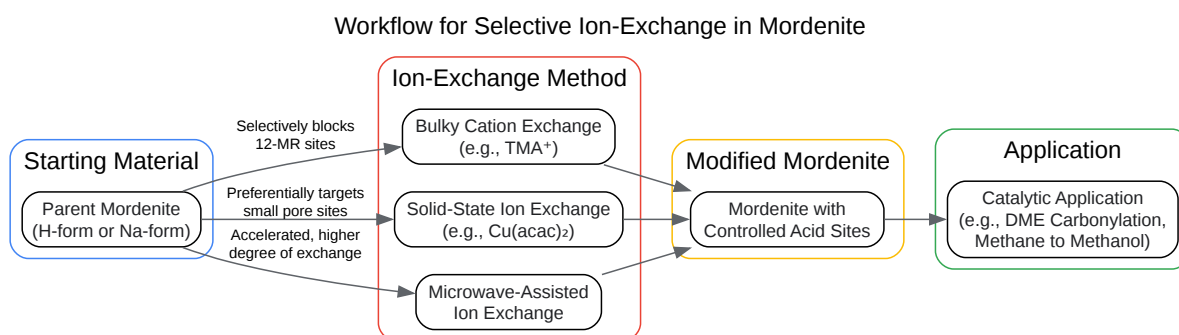 Workflow for Selective Ion-Exchange in Mordenite
Starting Material
Parent Mordenite
(H-form or Na-form)
Selectively blocks
12-MR sites
Preferentially targets
small pore sites
Accelerated, higher
degree of exchange
Ion-Exchange Method
Bulky Cation Exchange
(e.g., TMA⁺)
Solid-State Ion Exchange
(e.g., Cu(acac)₂)
Microwave-Assisted
Ion Exchange
Modified Mordenite
Mordenite with
Controlled Acid Sites
Application
Catalytic Application
(e.g., DME Carbonylation,
Methane to Methanol)